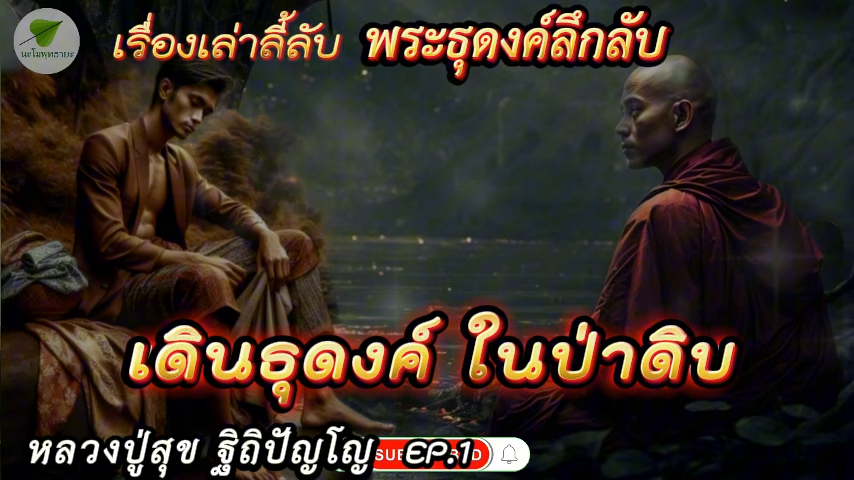 นะโมพุทธายะ
เรื่องเล่าลี้ลับ พระธุดงค์ลึกลับ
เดินธุดงค์ ในป่าดิบ
หลวงปู่สุข ฐิถิปัญโญ EP.1